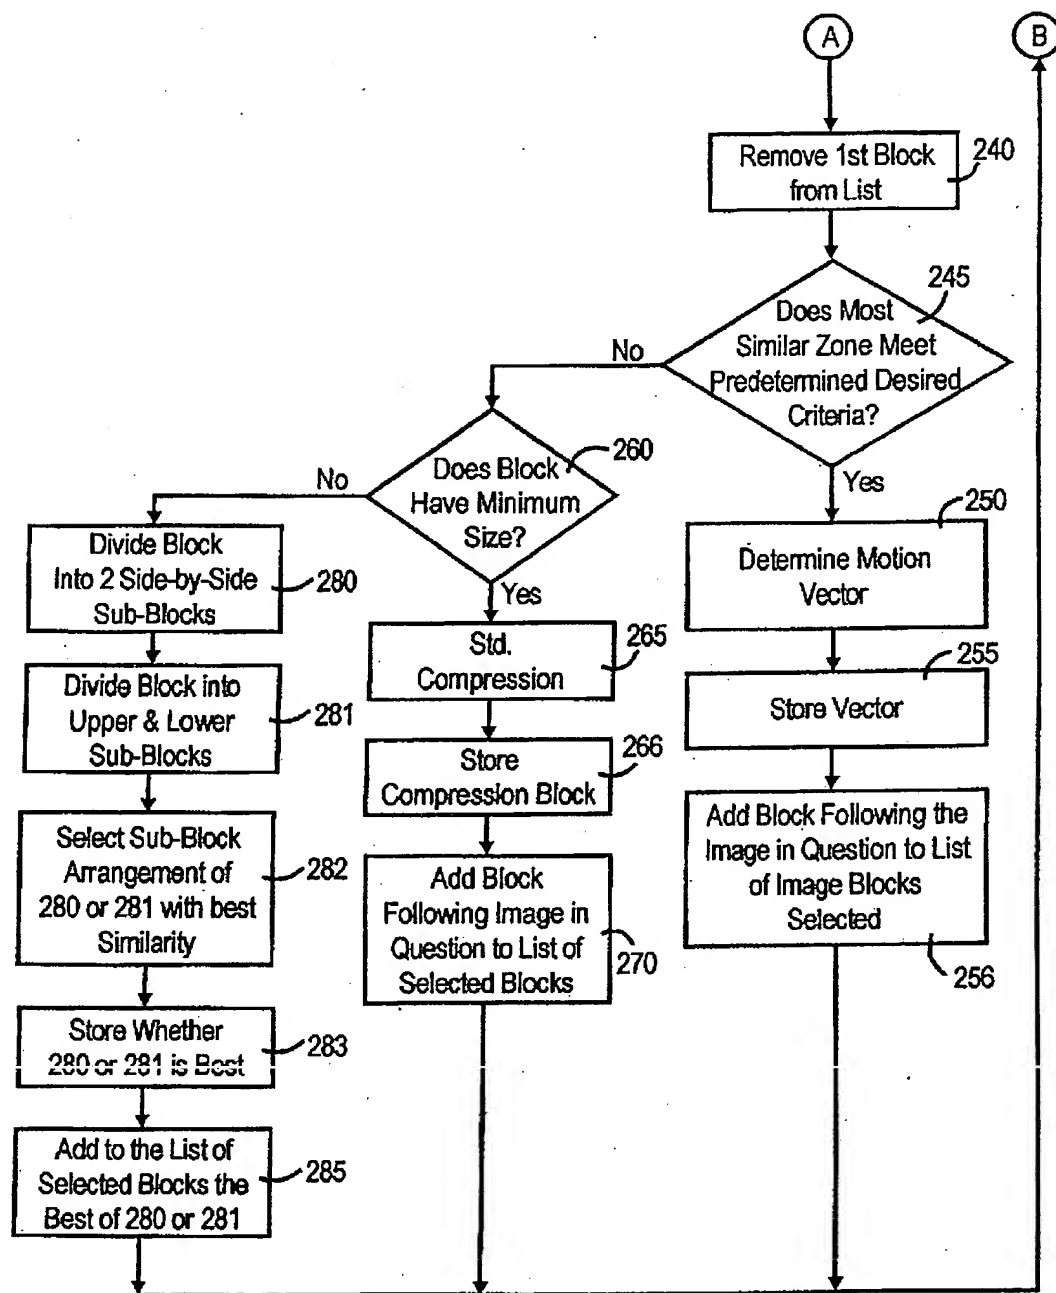 A
B
Remove 1st Block
from List
240
Does Most
Similar Zone Meet
Predetermined Desired
Criteria?
245
No
Yes
Does Block
Have Minimum
Size?
260
No
Yes
Determine Motion
Vector
250
Store Vector
255
Add Block Following the
Image in Question to List
of Image Blocks
Selected
256
Std.
Compression
265
Store
Compression Block
266
Add Block
Following Image in
Question to List of
Selected Blocks
270
Divide Block
Into 2 Side-by-Side
Sub-Blocks
280
Divide Block into
Upper & Lower
Sub-Blocks
281
Select Sub-Block
Arrangement of
280 or 281 with best
Similarity
282
Store Whether
280 or 281 is Best
283
Add to the List of
Selected Blocks the
Best of 280 or 281
285